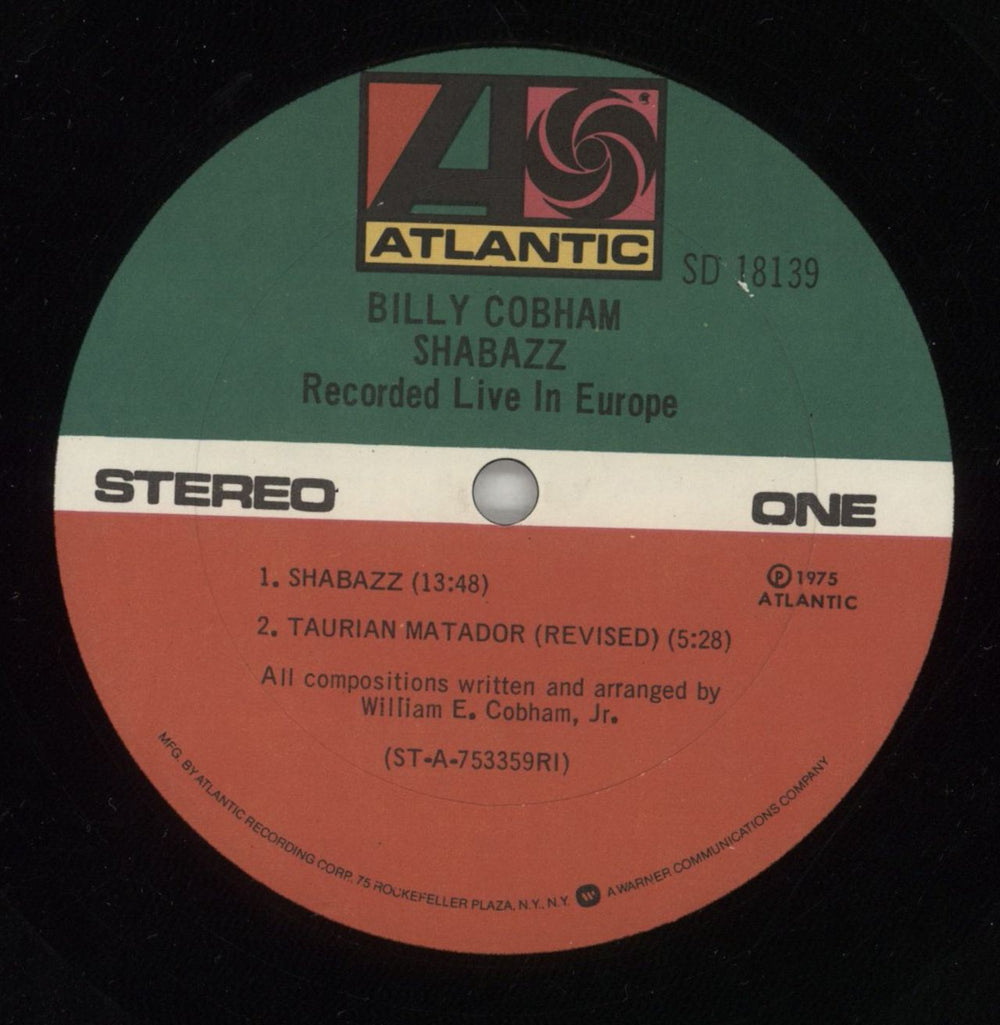 ATLANTIC
SD 18139
BILLY COBHAM
SHABAZZ
Recorded Live In Europe
STEREO
ONE
1. SHABAZZ (13:48)
℗ 1975
ATLANTIC
2. TAURIAN MATADOR (REVISED) (5:28)
All compositions written and arranged by
William E. Cobham, Jr.
(ST-A-753359RI)
MFG. BY ATLANTIC RECORDING CORP. 75 ROCKEFELLER PLAZA, N.Y., N.Y. W A WARNER COMMUNICATIONS COMPANY